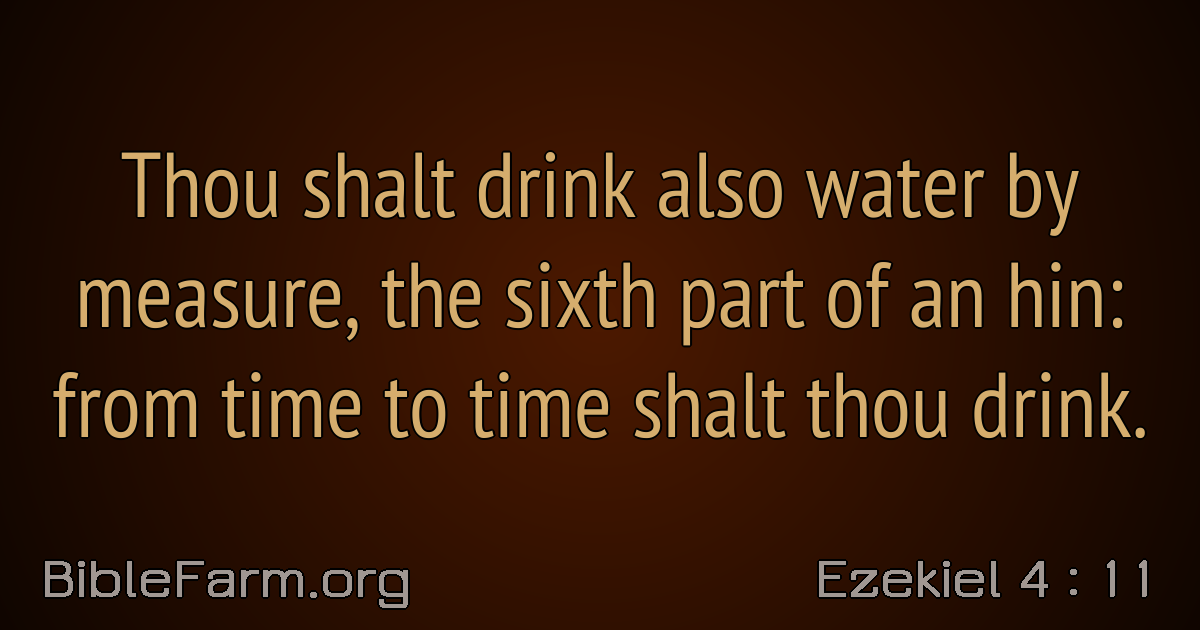 Thou shalt drink also water by
measure, the sixth part of an hin:
from time to time shalt thou drink.
BibleFarm.org
Ezekiel 4 : 11